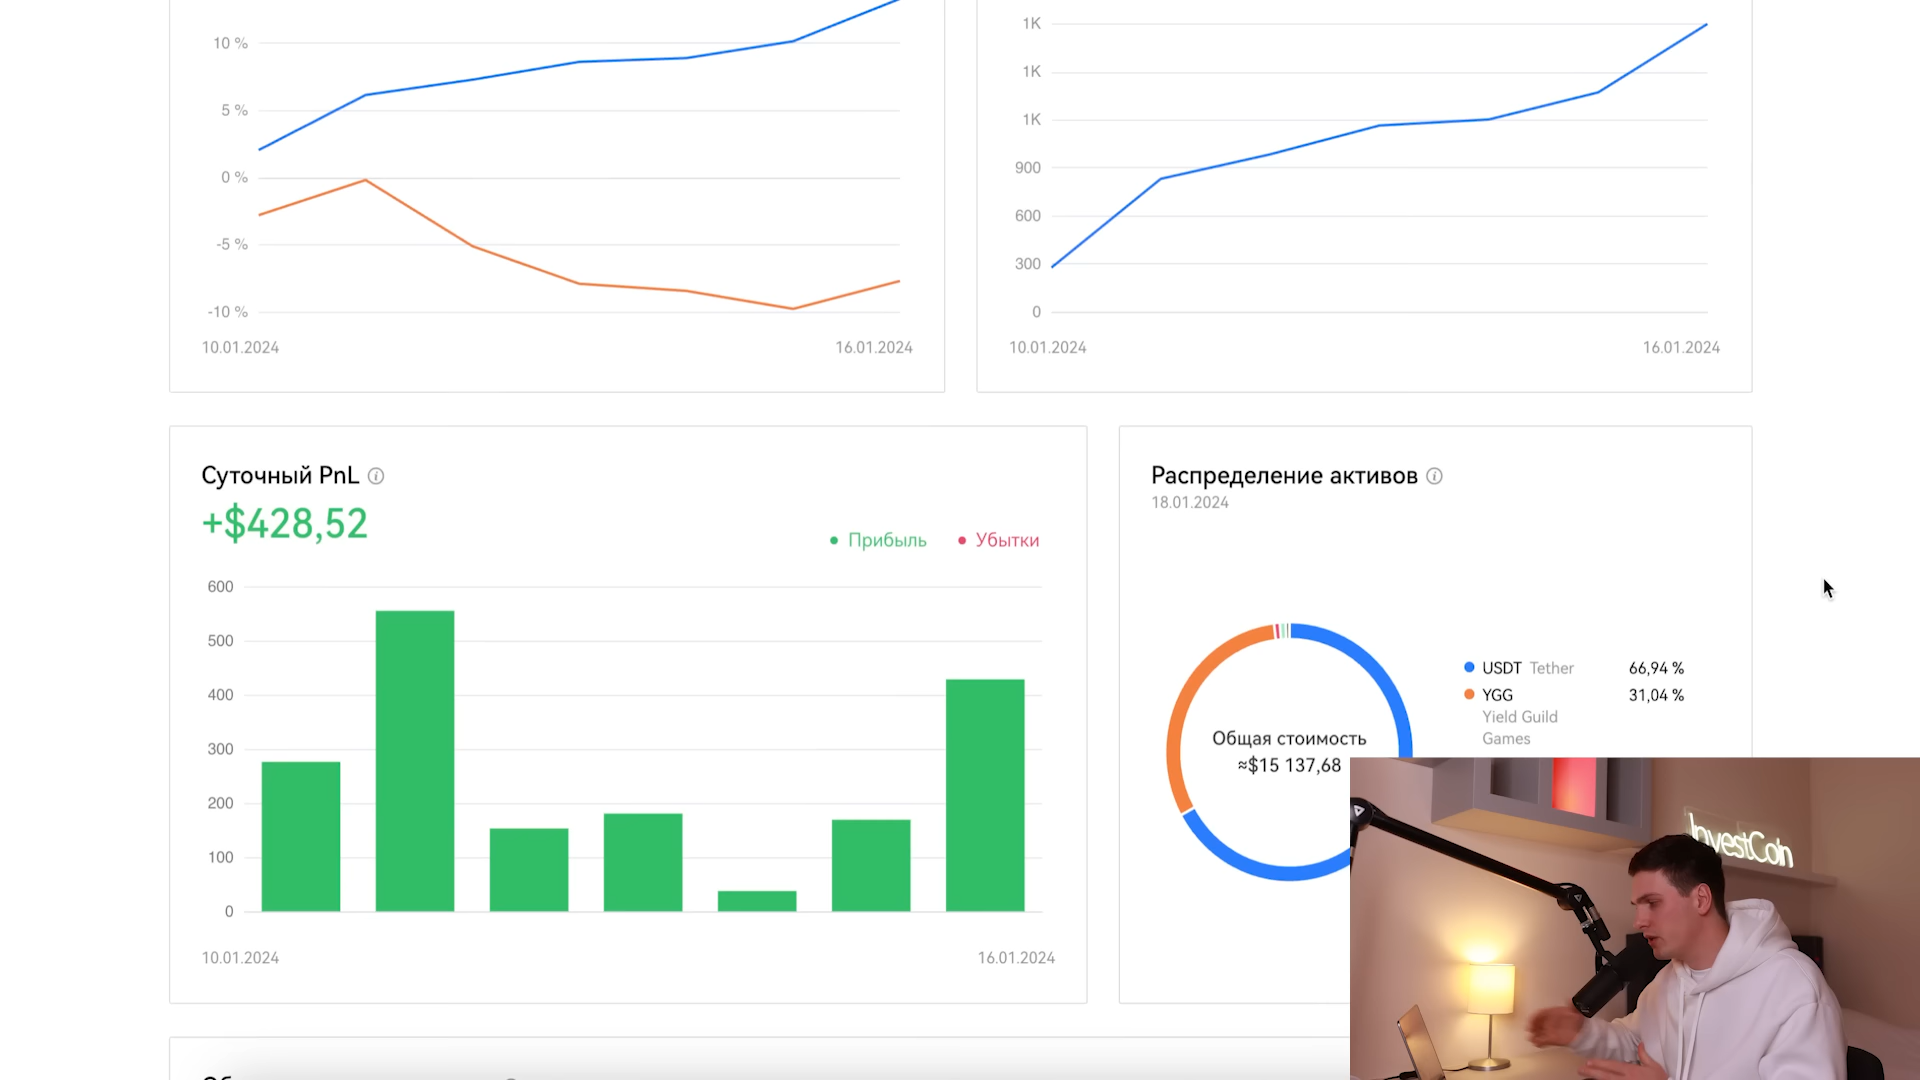 10 %
5 %
0 %
-5 %
-10 %
10.01.2024
16.01.2024
1K
1K
1K
900
600
300
0
10.01.2024
16.01.2024
Суточный PnL
+$428,52
Прибыль
Убытки
600
500
400
300
200
100
0
10.01.2024
16.01.2024
Распределение активов
18.01.2024
Общая стоимость
≈$15 137,68
USDT Tether 66,94 %
YGG 31,04 %
Yield Guild
Games
InvestCoin